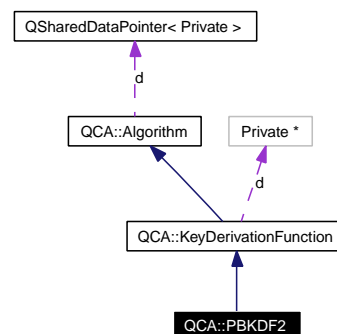 QSharedDataPointer< Private >
d
QCA::Algorithm
Private *
d
QCA::KeyDerivationFunction
QCA::PBKDF2